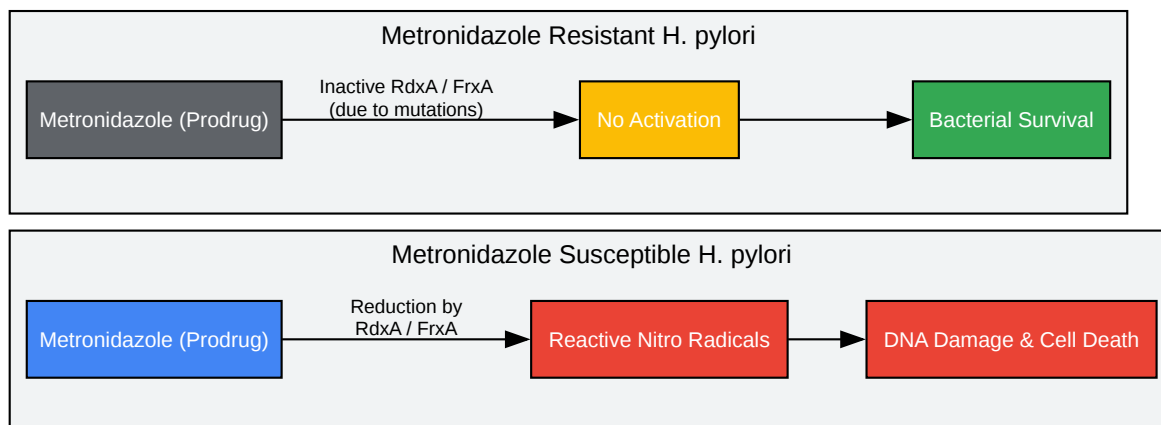 Metronidazole Resistant H. pylori
Metronidazole (Prodrug)
Inactive RdxA / FrxA
(due to mutations)
No Activation
Bacterial Survival
Metronidazole Susceptible H. pylori
Metronidazole (Prodrug)
Reduction by
RdxA / FrxA
Reactive Nitro Radicals
DNA Damage & Cell Death